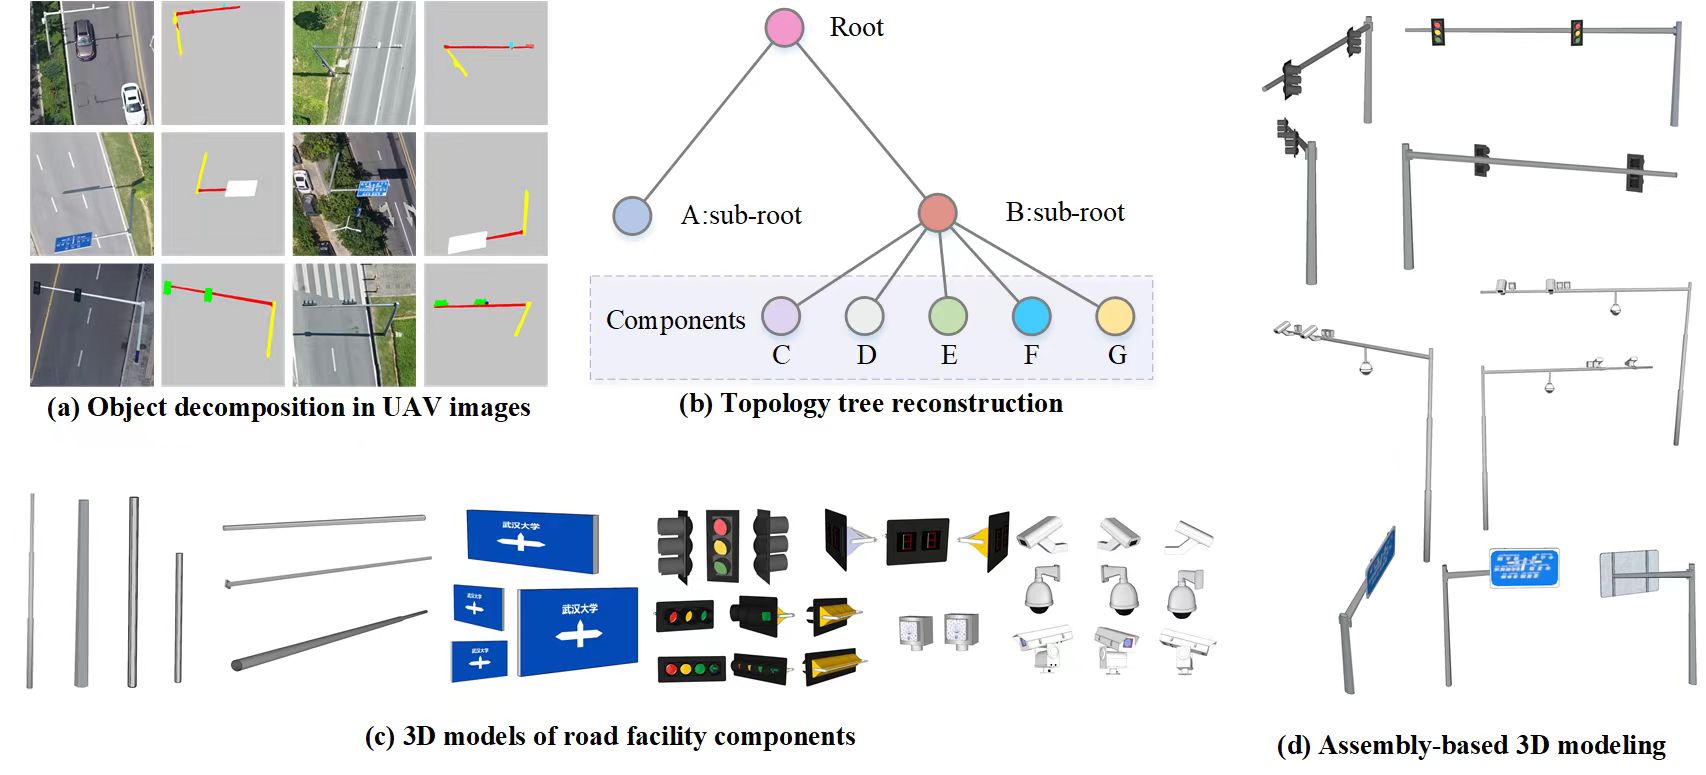 Root
A:sub-root
B:sub-root
Components
C
D
E
F
G
(a) Object decomposition in UAV images
(b) Topology tree reconstruction
武汉大学
武汉大学
武汉大学
武汉大学
(c) 3D models of road facility components
(d) Assembly-based 3D modeling